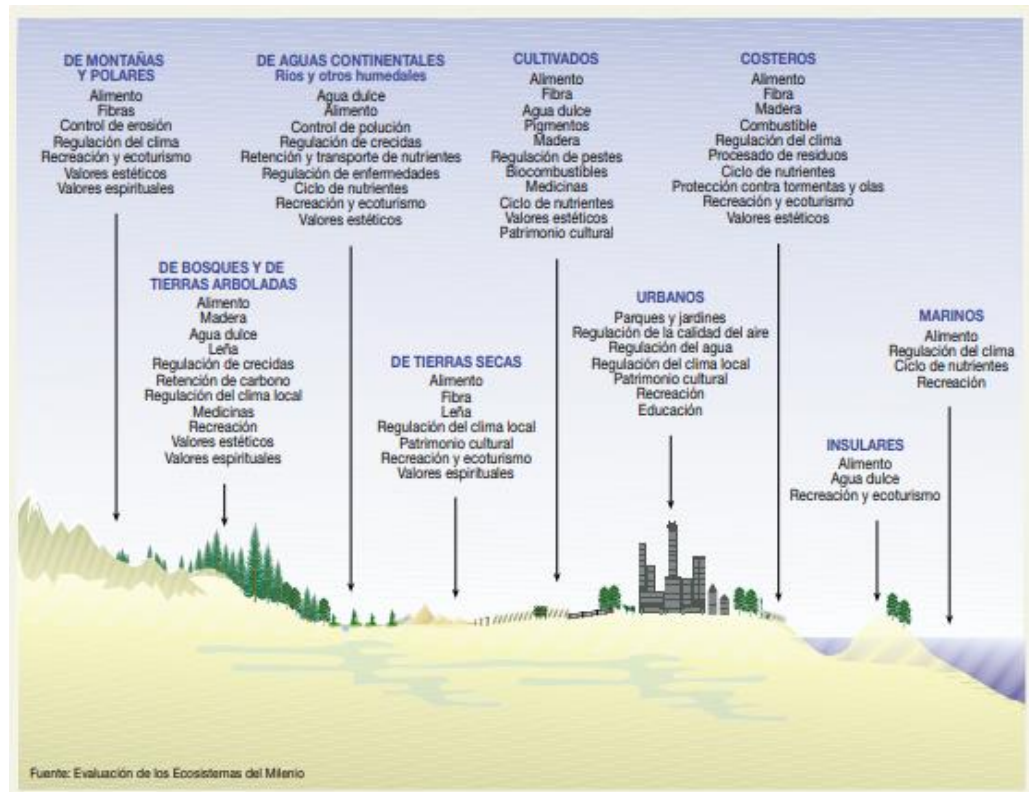 DE MONTAÑAS
Y POLARES
Alimento
Fibras
Control de erosión
Regulación del clima
Recreación y ecoturismo
Valores estéticos
Valores espirituales
DE AGUAS CONTINENTALES
Ríos y otros humedales
Agua dulce
Alimento
Control de polución
Regulación de crecidas
Retención y transporte de nutrientes
Regulación de enfermedades
Ciclo de nutrientes
Recreación y ecoturismo
Valores estéticos
CULTIVADOS
Alimento
Fibra
Agua dulce
Pigmentos
Madera
Regulación de pestes
Biocombustibles
Medicinas
Ciclo de nutrientes
Valores estéticos
Patrimonio cultural
COSTEROS
Alimento
Fibra
Madera
Combustible
Regulación del clima
Procesado de residuos
Ciclo de nutrientes
Protección contra tormentas y olas
Recreación y ecoturismo
Valores estéticos
DE BOSQUES Y DE
TIERRAS ARBOLADAS
Alimento
Madera
Agua dulce
Leña
Regulación de crecidas
Retención de carbono
Regulación del clima local
Medicinas
Recreación
Valores estéticos
Valores espirituales
DE TIERRAS SECAS
Alimento
Fibra
Leña
Regulación del clima local
Patrimonio cultural
Recreación y ecoturismo
Valores espirituales
URBANOS
Parques y jardines
Regulación de la calidad del aire
Regulación del agua
Regulación del clima local
Patrimonio cultural
Recreación
Educación
MARINOS
Alimento
Regulación del clima
Ciclo de nutrientes
Recreación
INSULARES
Alimento
Agua dulce
Recreación y ecoturismo
Fuente: Evaluación de los Ecosistemas del Milenio